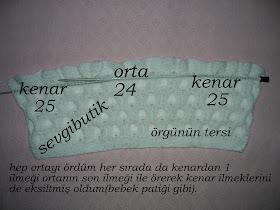 orta
kenar 24 kenar
25 25
sevgibutik
örgünün tersi
hep ortayı ördüm her sırada da kenardan 1
ilmeği ortanın son ilmeği ile örerek kenar ilmeklerini
de eksiltmiş oldum(bebek patiği gibi).